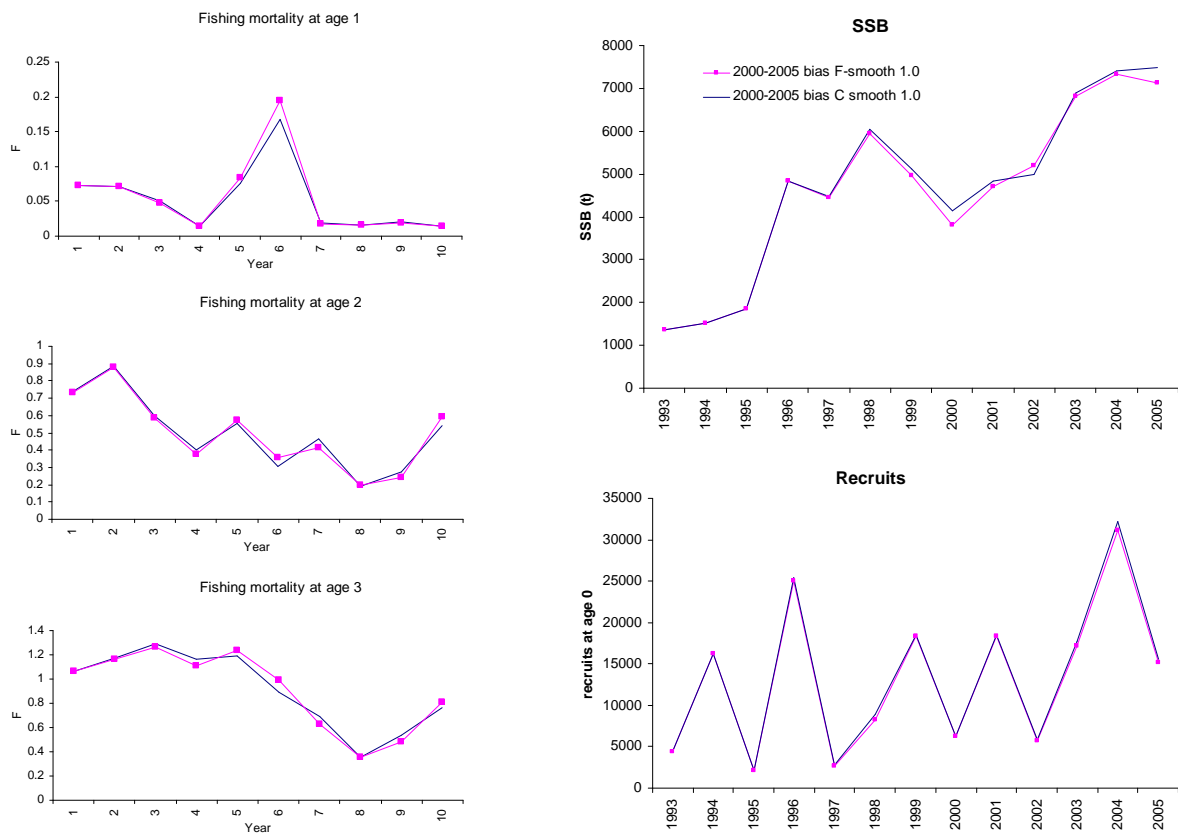 Fishing mortality at age 1
0.25
0.2
0.15
0.1
0.05
0
F
1 2 3 4 5 6 7 8 9 10
Year
Fishing mortality at age 2
1
0.9
0.8
0.7
0.6
0.5
0.4
0.3
0.2
0.1
0
F
1 2 3 4 5 6 7 8 9 10
Year
Fishing mortality at age 3
1.4
1.2
1
0.8
0.6
0.4
0.2
0
F
1 2 3 4 5 6 7 8 9 10
Year
SSB
8000
7000
6000
5000
4000
3000
2000
1000
0
SSB (t)
2000-2005 bias F-smooth 1.0
2000-2005 bias C smooth 1.0
1993 1994 1995 1996 1997 1998 1999 2000 2001 2002 2003 2004 2005
Recruits
35000
30000
25000
20000
15000
10000
5000
0
recruits at age 0
1993 1994 1995 1996 1997 1998 1999 2000 2001 2002 2003 2004 2005